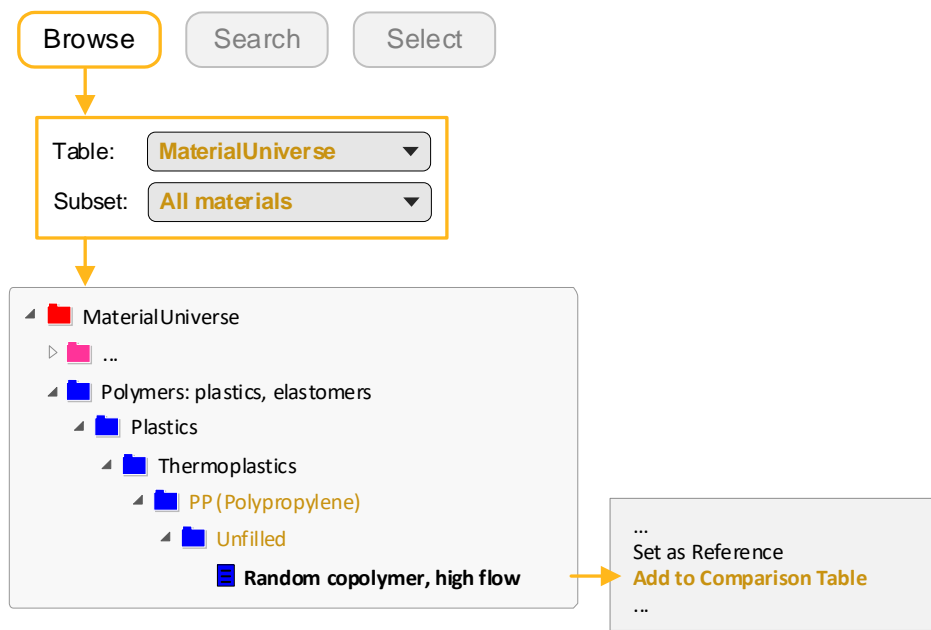 Browse Search Select
Table: MaterialUniverse
Subset: All materials
MaterialUniverse
...
Polymers: plastics, elastomers
Plastics
Thermoplastics
PP (Polypropylene)
Unfilled
Random copolymer, high flow
...
Set as Reference
Add to Comparison Table
...